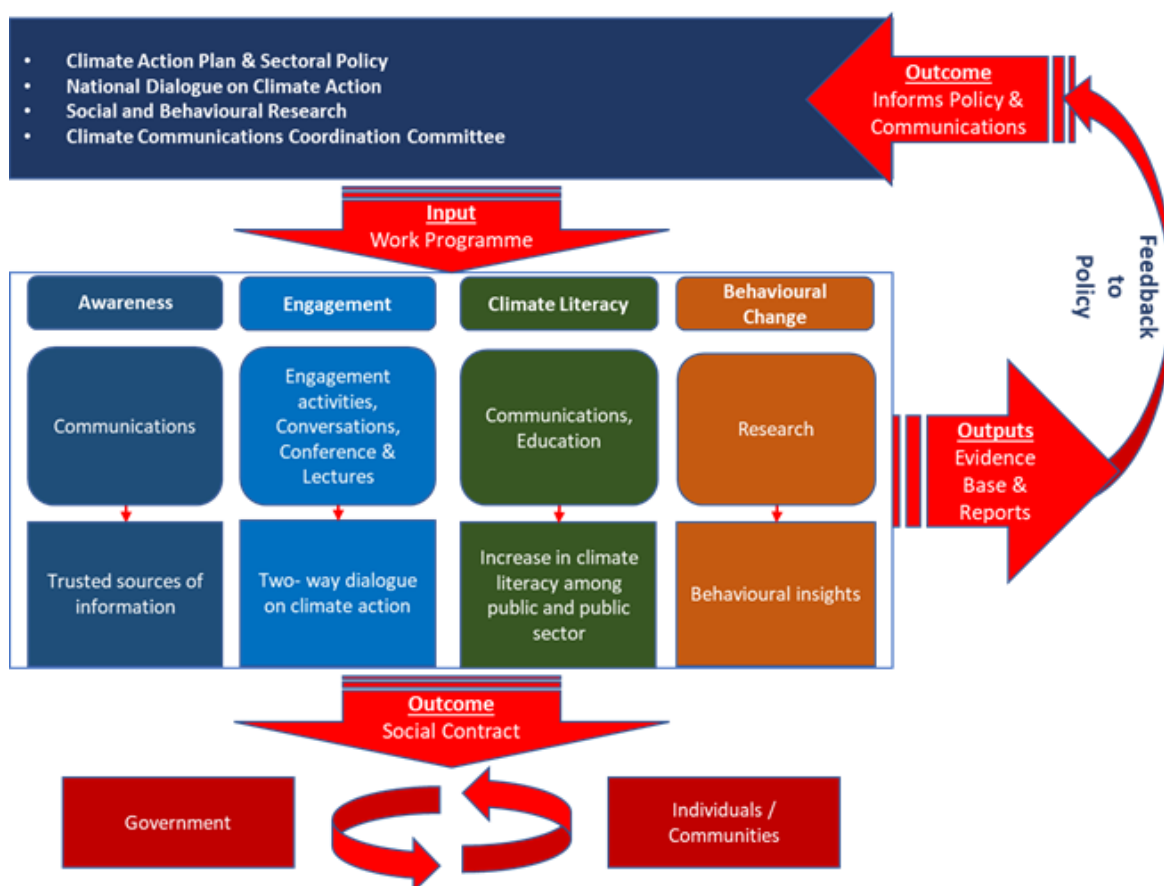 • Climate Action Plan & Sectoral Policy
• National Dialogue on Climate Action
• Social and Behavioural Research
• Climate Communications Coordination Committee
Outcome
Informs Policy &
Communications
Input
Work Programme
Feedback
to
Policy
Awareness
Engagement
Climate Literacy
Behavioural
Change
Communications
Engagement
activities,
Conversations,
Conference &
Lectures
Communications,
Education
Research
Outputs
Evidence
Base &
Reports
Trusted sources of
information
Two- way dialogue
on climate action
Increase in climate
literacy among
public and public
sector
Behavioural insights
Outcome
Social Contract
Government
Individuals /
Communities